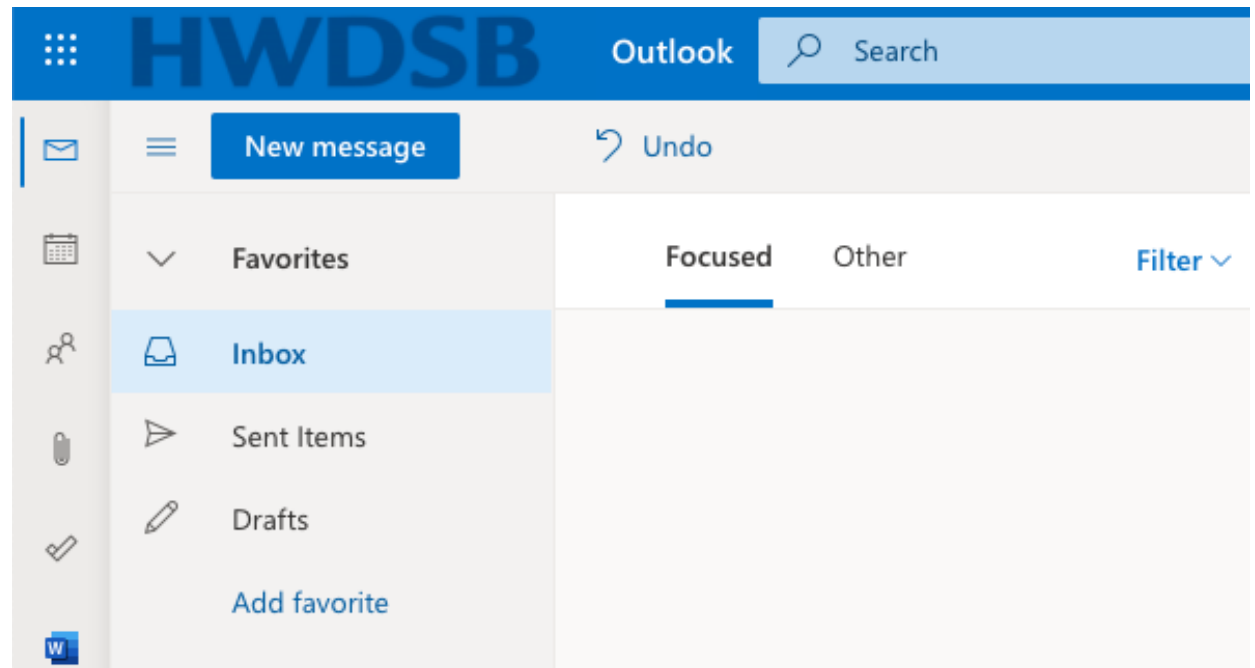 HWDSB Outlook Search
New message Undo
Favorites Focused Other Filter
Inbox
Sent Items
Drafts
Add favorite
W